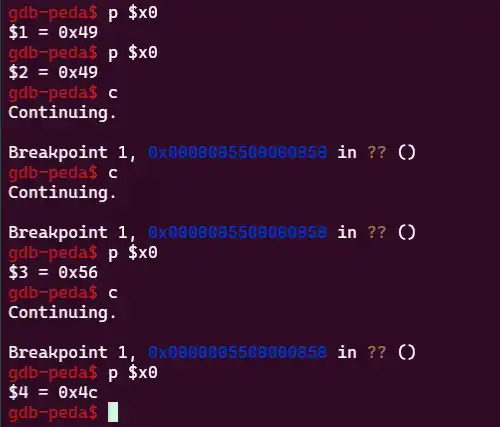 gdb-peda$ p $x0
$1 = 0x49
gdb-peda$ p $x0
$2 = 0x49
gdb-peda$ c
Continuing.
Breakpoint 1, 0x0000005500000858 in ?? ()
gdb-peda$ c
Continuing.
Breakpoint 1, 0x0000005500000858 in ?? ()
gdb-peda$ p $x0
$3 = 0x56
gdb-peda$ c
Continuing.
Breakpoint 1, 0x0000005500000858 in ?? ()
gdb-peda$ p $x0
$4 = 0x4c
gdb-peda$